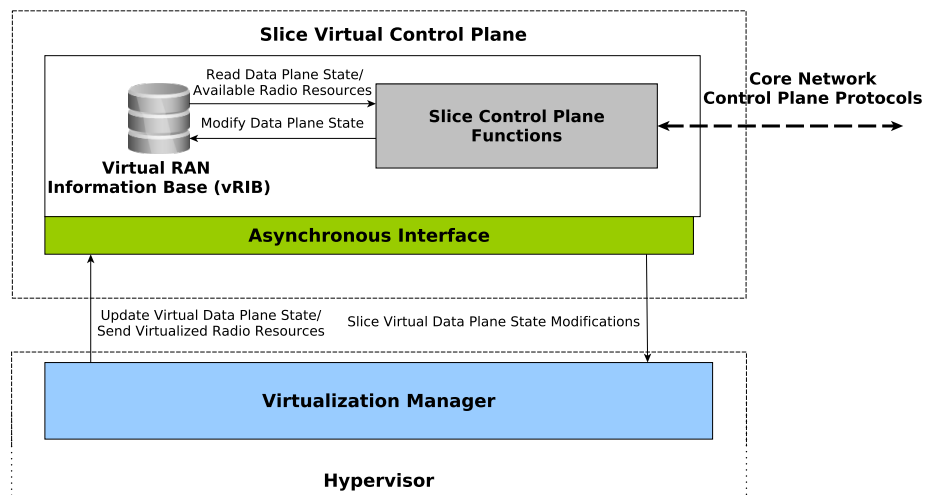 Slice Virtual Control Plane
Read Data Plane State/
Available Radio Resources
Modify Data Plane State
Slice Control Plane
Functions
Core Network
Control Plane Protocols
Virtual RAN
Information Base (vRIB)
Asynchronous Interface
Update Virtual Data Plane State/
Send Virtualized Radio Resources
Slice Virtual Data Plane State Modifications
Virtualization Manager
Hypervisor